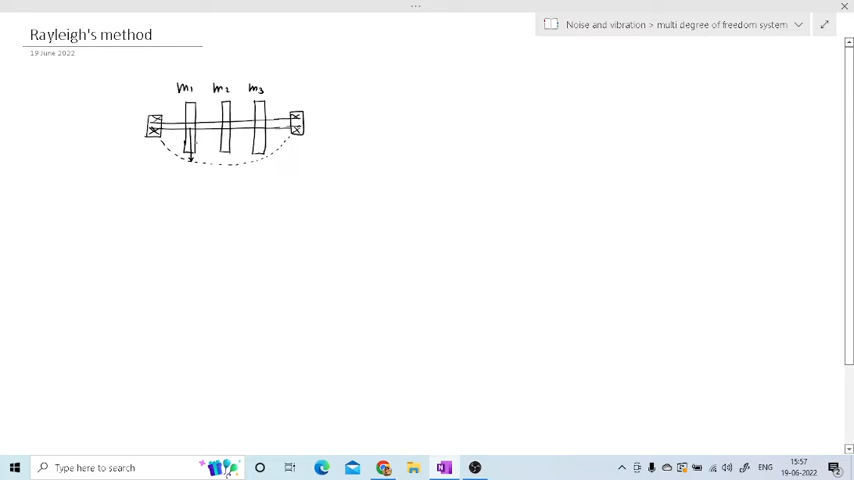 ...
Noise and vibration > multi degree of freedom system
Rayleigh's method
19 June 2022
m1 m2 m3
Type here to search
ENG
15:57
19-06-2022
2